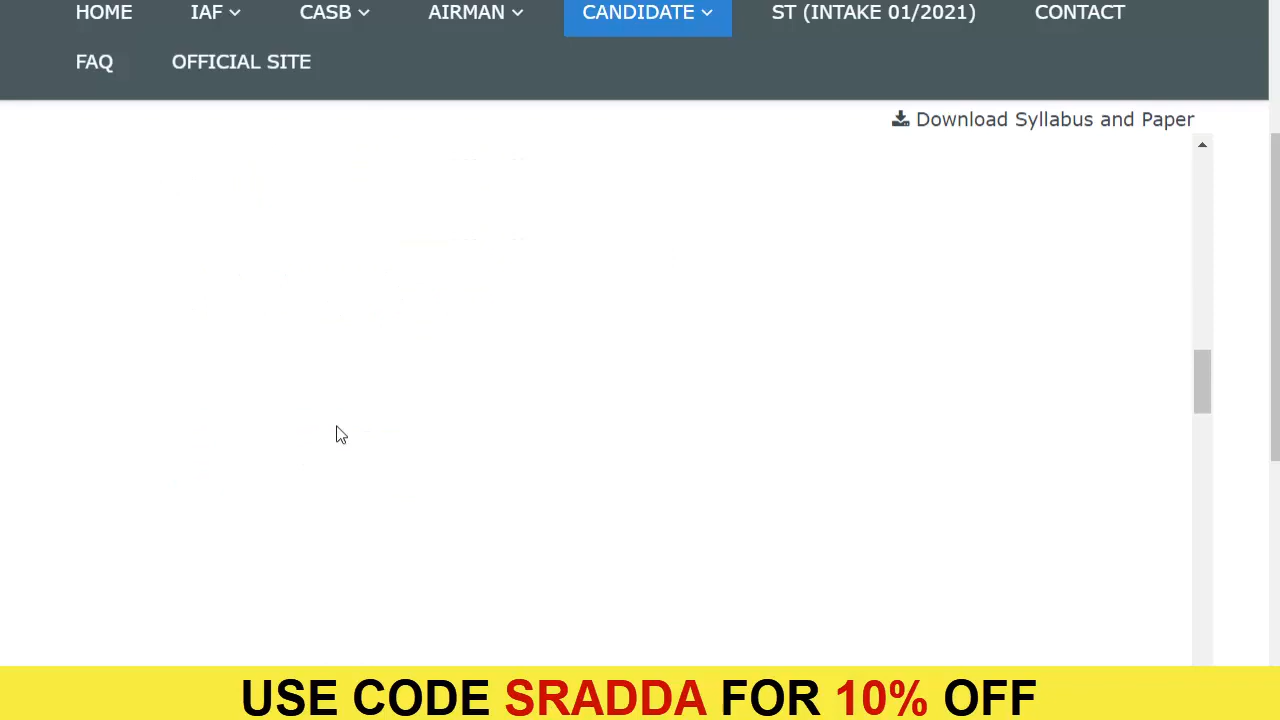 HOME IAF CASB AIRMAN CANDIDATE ST (INTAKE 01/2021) CONTACT
FAQ OFFICIAL SITE
Download Syllabus and Paper
USE CODE SRADDA FOR 10% OFF